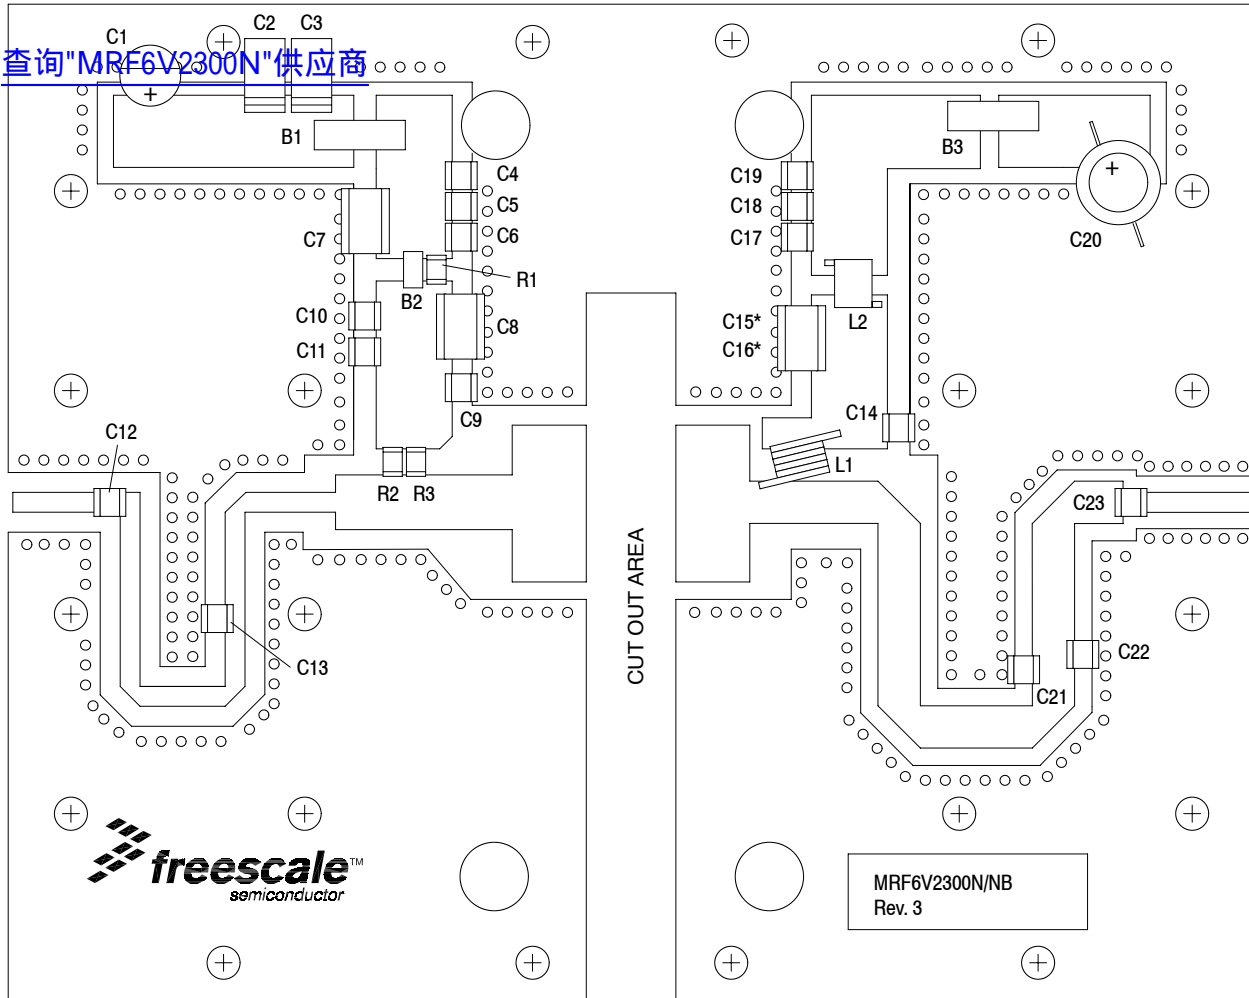 C1
C2
C3
查询"MRF6V2300N"供应商
B1
B3
C4
C5
C6
C7
R1
B2
C8
C10
C11
C9
C12
R2
R3
C13
C19
C18
C17
C20
L2
C15*
C16*
C14
L1
C23
C22
C21
CUT OUT AREA
freescale™
semiconductor
MRF6V2300N/NB
Rev. 3